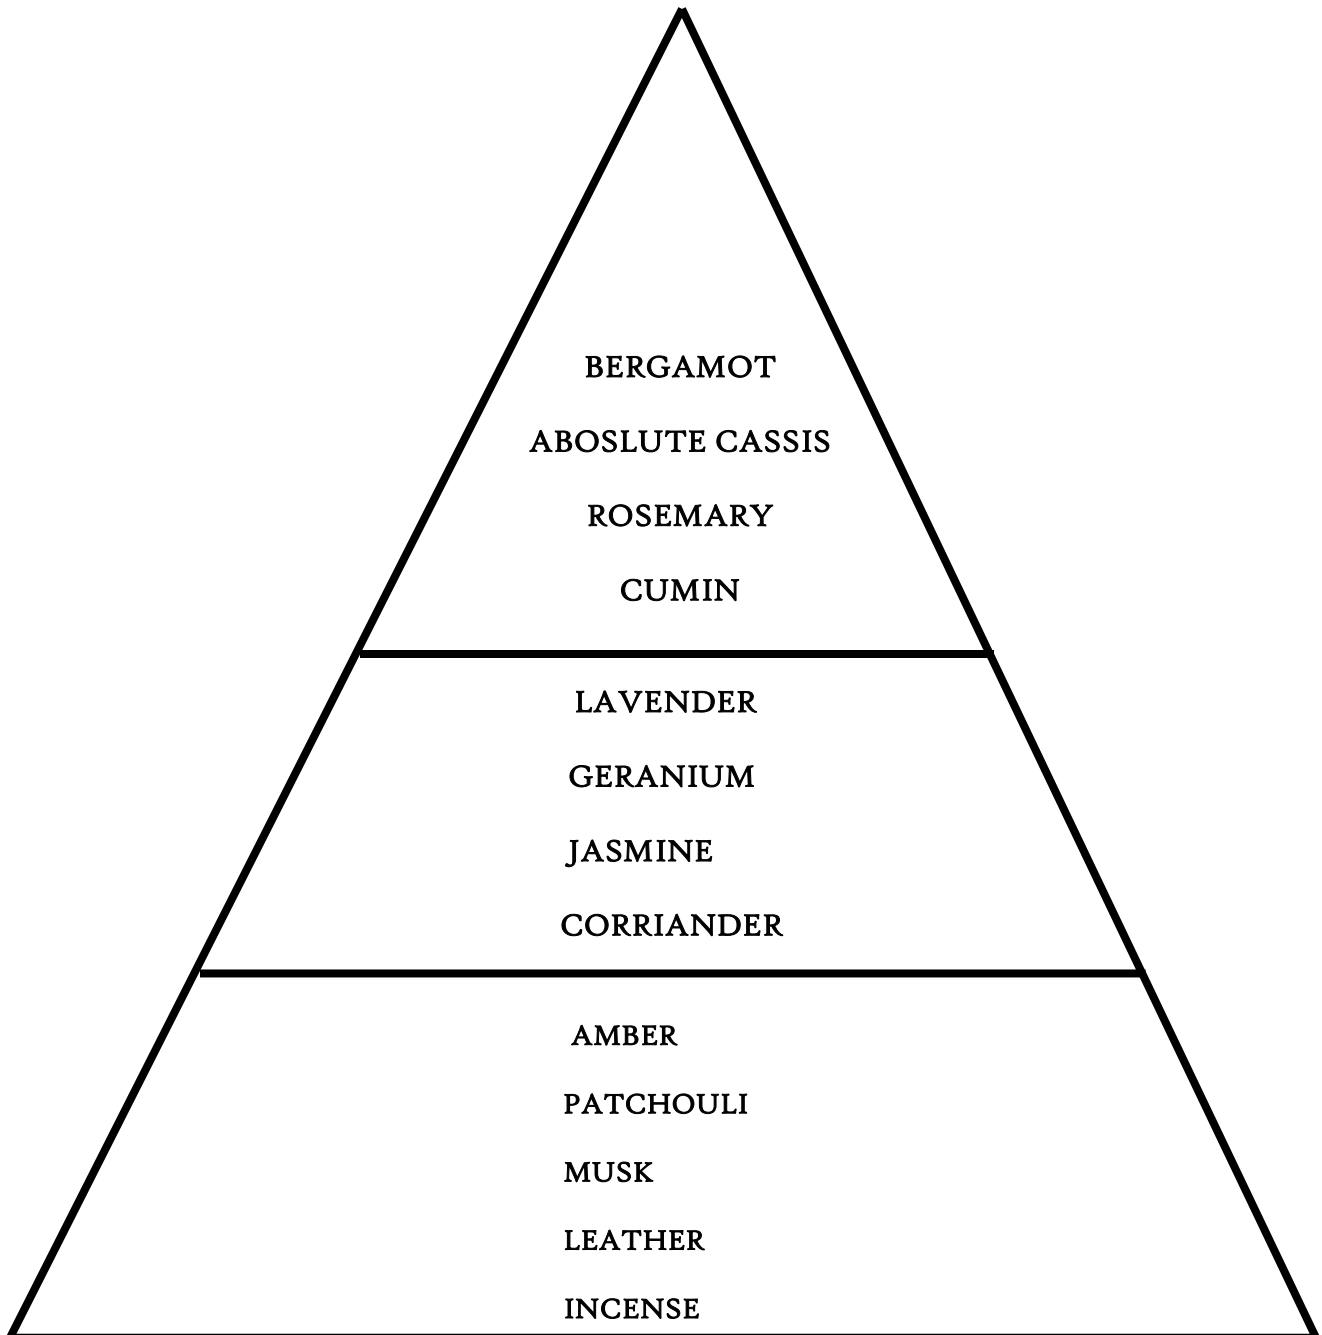 BERGAMOT
ABOSLUTE CASSIS
ROSEMARY
CUMIN
LAVENDER
GERANIUM
JASMINE
CORRIANDER
AMBER
PATCHOULI
MUSK
LEATHER
INCENSE